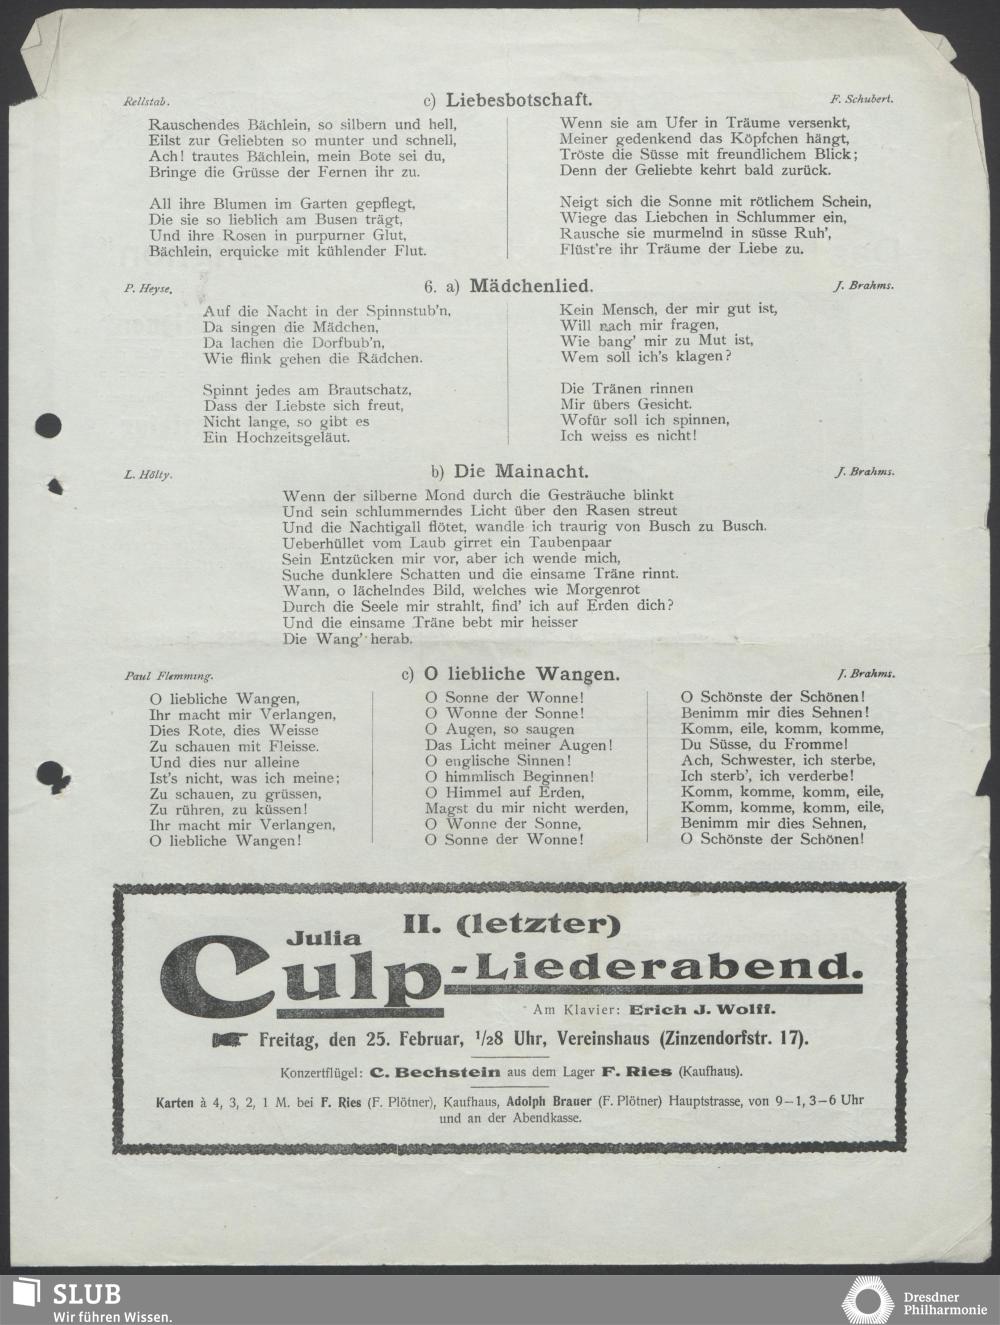 Rellstab.
c) Liebesbotschaft.
F. Schubert.
Rauschendes Bächlein, so silbern und hell,
Eilst zur Geliebten so munter und schnell,
Ach! trautes Bächlein, mein Bote sei du,
Bringe die Grüsse der Fernen ihr zu.
All ihre Blumen im Garten gepflegt,
Die sie so lieblich am Busen trägt,
Und ihre Rosen in purpurner Glut,
Bächlein, erquicke mit kühlender Flut.
Wenn sie am Ufer in Träume versenkt,
Meiner gedenkend das Köpfchen hängt,
Tröste die Süsse mit freundlichem Blick;
Denn der Geliebte kehrt bald zurück.
Neigt sich die Sonne mit rötlichem Schein,
Wiege das Liebchen in Schlummer ein,
Rausche sie murmelnd in süsse Ruh',
Flüst're ihr Träume der Liebe zu.
P. Heyse.
6. a) Mädchenlied.
J. Brahms.
Auf die Nacht in der Spinnstub'n,
Da singen die Mädchen,
Da lachen die Dorfbub'n,
Wie flink gehen die Rädchen.
Spinnt jedes am Brautschatz,
Dass der Liebste sich freut,
Nicht lange, so gibt es
Ein Hochzeitsgeläut.
Kein Mensch, der mir gut ist,
Will nach mir fragen,
Wie bang' mir zu Mut ist,
Wem soll ich's klagen?
Die Tränen rinnen
Mir übers Gesicht.
Wofür soll ich spinnen,
Ich weiss es nicht!
L. Hölty.
b) Die Mainacht.
J. Brahms.
Wenn der silberne Mond durch die Gesträuche blinkt
Und sein schlummerndes Licht über den Rasen streut
Und die Nachtigall flötet, wandle ich traurig von Busch zu Busch.
Ueberhüllet vom Laub girret ein Taubenpaar
Sein Entzücken mir vor, aber ich wende mich,
Suche dunklere Schatten und die einsame Träne rinnt.
Wann, o lächelndes Bild, welches wie Morgenrot
Durch die Seele mir strahlt, find' ich auf Erden dich?
Und die einsame Träne bebt mir heisser
Die Wang' herab.
Paul Flemming.
c) O liebliche Wangen.
J. Brahms.
O liebliche Wangen,
Ihr macht mir Verlangen,
Dies Rote, dies Weisse
Zu schauen mit Fleisse.
Und dies nur alleine
Ist's nicht, was ich meine;
Zu schauen, zu grüssen,
Zu rühren, zu küssen!
Ihr macht mir Verlangen,
O liebliche Wangen!
O Sonne der Wonne!
O Wonne der Sonne!
O Augen, so saugen
Das Licht meiner Augen!
O englische Sinnen!
O himmlisch Beginnen!
O Himmel auf Erden,
Magst du mir nicht werden,
O Wonne der Sonne,
O Sonne der Wonne!
O Schönste der Schönen!
Benimm mir dies Sehnen!
Komm, eile, komm, komme,
Du Süsse, du Fromme!
Ach, Schwester, ich sterbe,
Ich sterb', ich verderbe!
Komm, komme, komm, eile,
Komm, komme, komm, eile,
Benimm mir dies Sehnen,
O Schönste der Schönen!
II. (letzter)
Julia
Culp-Liederabend.
Am Klavier: Erich J. Wolff.
Freitag, den 25. Februar, ½8 Uhr, Vereinshaus (Zinzendorfstr. 17).
Konzertflügel: C. Bechstein aus dem Lager F. Ries (Kaufhaus).
Karten à 4, 3, 2, 1 M. bei F. Ries (F. Plötner), Kaufhaus, Adolph Brauer (F. Plötner) Hauptstrasse, von 9–1, 3–6 Uhr
und an der Abendkasse.
SLUB
Wir führen Wissen.
Dresdner
Philharmonie